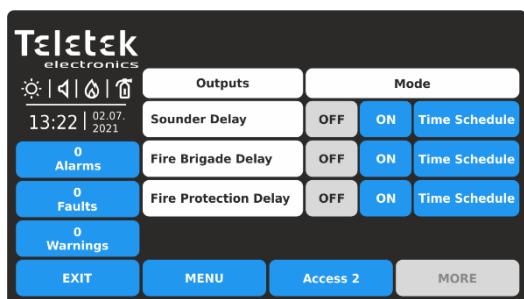 Teletek
electronics
13:22 02.07.2021
0 Alarms
0 Faults
0 Warnings
Outputs Mode
Sounder Delay OFF ON Time Schedule
Fire Brigade Delay OFF ON Time Schedule
Fire Protection Delay OFF ON Time Schedule
EXIT MENU Access 2 MORE